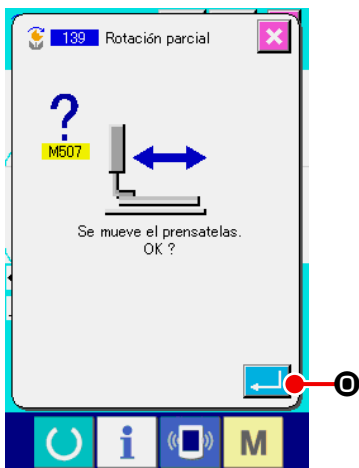 139 Rotación parcial
?
M507
Se mueve el prensatelas.
OK ?
O
i
M